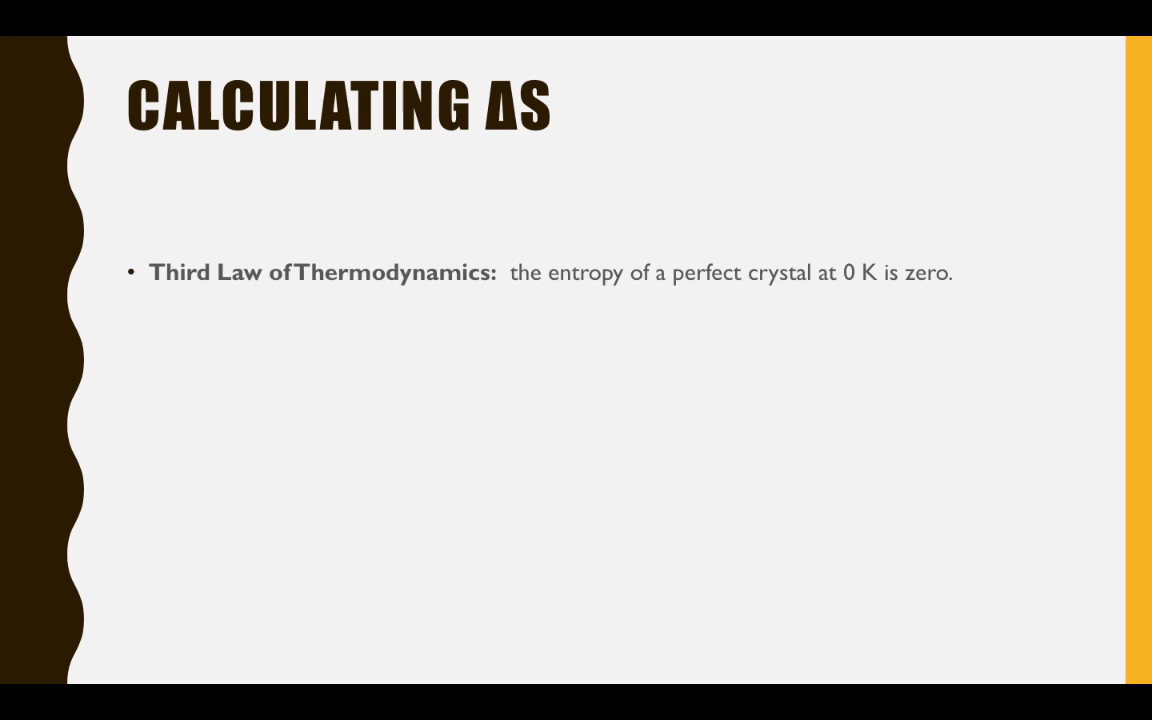 CALCULATING ΔS
• Third Law of Thermodynamics: the entropy of a perfect crystal at 0 K is zero.